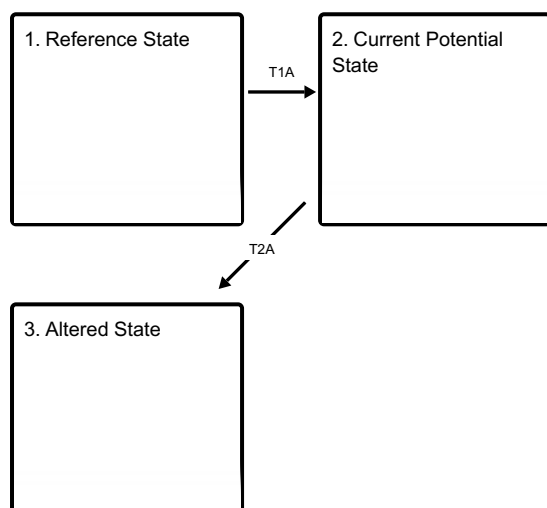 1. Reference State
T1A
2. Current Potential
State
T2A
3. Altered State